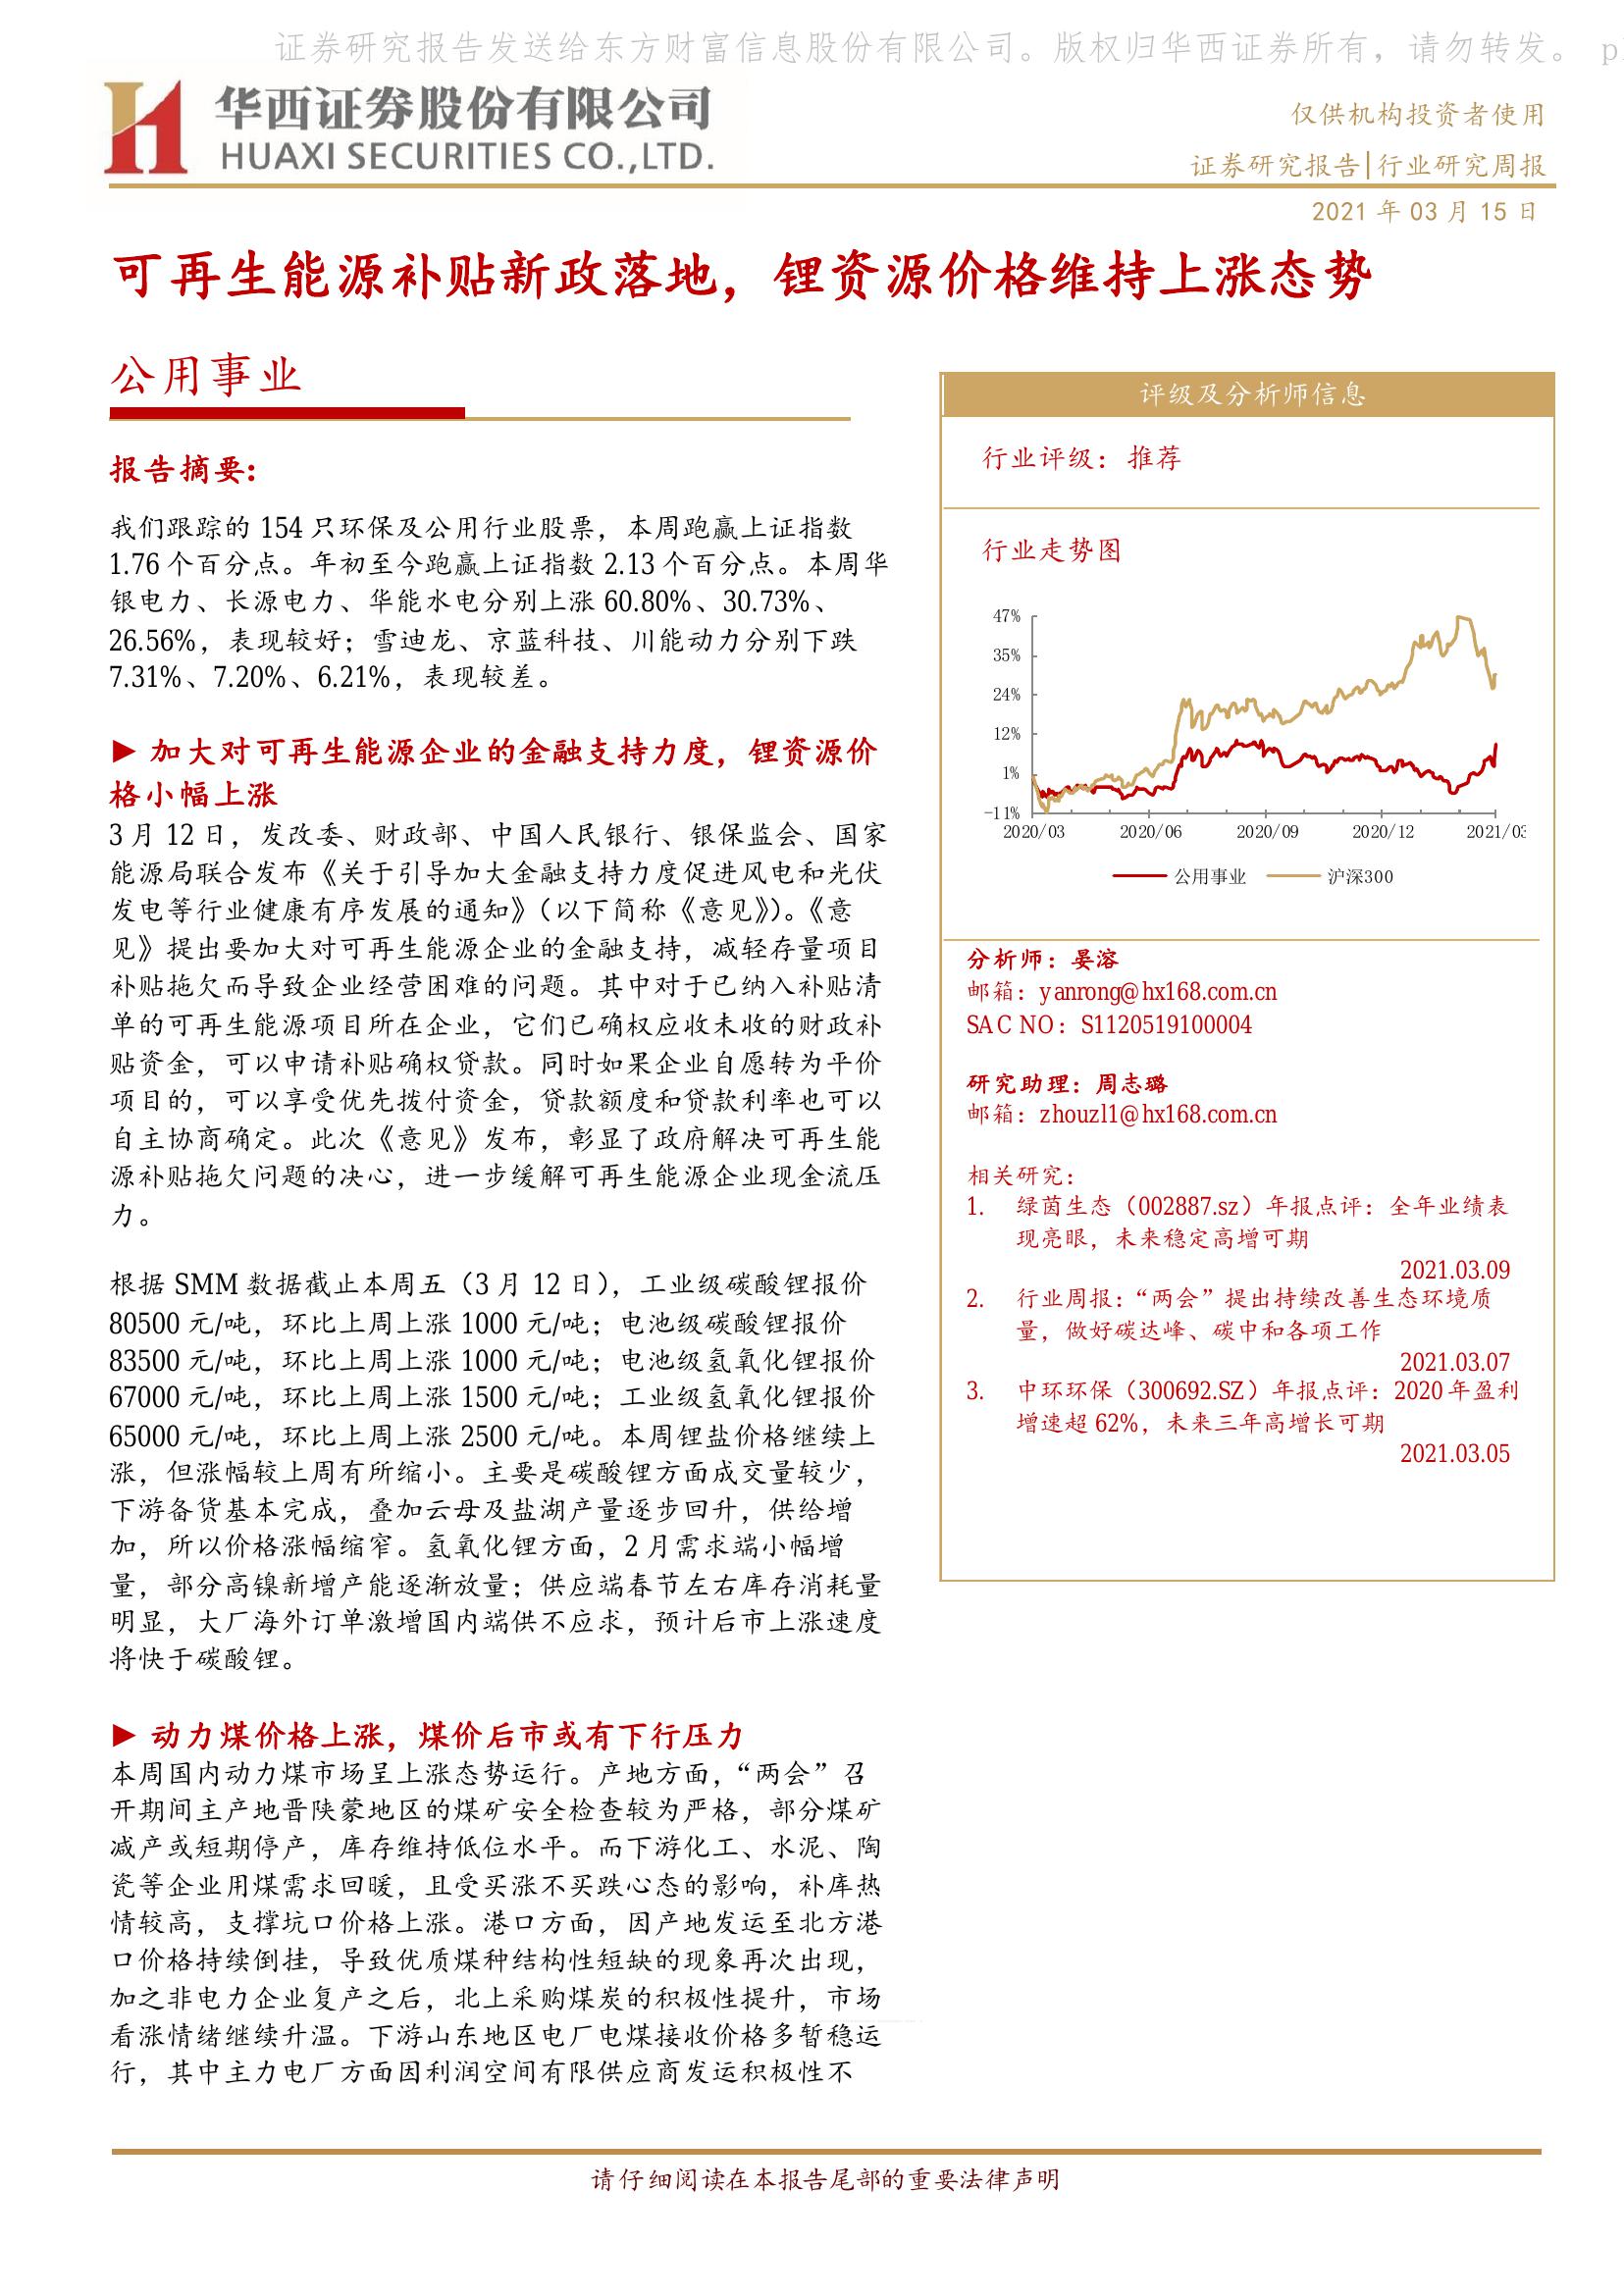 证券研究报告发送给东方财富信息股份有限公司。版权归华西证券所有，请勿转发。 p
华西证券股份有限公司
HUAXI SECURITIES CO.,LTD.
仅供机构投资者使用
证券研究报告|行业研究周报
2021 年 03 月 15 日
可再生能源补贴新政落地，锂资源价格维持上涨态势
公用事业
报告摘要:
我们跟踪的 154 只环保及公用行业股票，本周跑赢上证指数
1.76 个百分点。年初至今跑赢上证指数 2.13 个百分点。本周华
银电力、长源电力、华能水电分别上涨 60.80%、30.73%、
26.56%，表现较好；雪迪龙、京蓝科技、川能动力分别下跌
7.31%、7.20%、6.21%，表现较差。
► 加大对可再生能源企业的金融支持力度，锂资源价
格小幅上涨
3 月 12 日，发改委、财政部、中国人民银行、银保监会、国家
能源局联合发布《关于引导加大金融支持力度促进风电和光伏
发电等行业健康有序发展的通知》（以下简称《意见》）。《意
见》提出要加大对可再生能源企业的金融支持，减轻存量项目
补贴拖欠而导致企业经营困难的问题。其中对于已纳入补贴清
单的可再生能源项目所在企业，它们已确权应收未收的财政补
贴资金，可以申请补贴确权贷款。同时如果企业自愿转为平价
项目的，可以享受优先拨付资金，贷款额度和贷款利率也可以
自主协商确定。此次《意见》发布，彰显了政府解决可再生能
源补贴拖欠问题的决心，进一步缓解可再生能源企业现金流压
力。
根据 SMM 数据截止本周五（3 月 12 日），工业级碳酸锂报价
80500 元/吨，环比上周上涨 1000 元/吨；电池级碳酸锂报价
83500 元/吨，环比上周上涨 1000 元/吨；电池级氢氧化锂报价
67000 元/吨，环比上周上涨 1500 元/吨；工业级氢氧化锂报价
65000 元/吨，环比上周上涨 2500 元/吨。本周锂盐价格继续上
涨，但涨幅较上周有所缩小。主要是碳酸锂方面成交量较少，
下游备货基本完成，叠加云母及盐湖产量逐步回升，供给增
加，所以价格涨幅缩窄。氢氧化锂方面，2 月需求端小幅增
量，部分高镍新增产能逐渐放量；供应端春节左右库存消耗量
明显，大厂海外订单激增国内端供不应求，预计后市上涨速度
将快于碳酸锂。
► 动力煤价格上涨，煤价后市或有下行压力
本周国内动力煤市场呈上涨态势运行。产地方面，“两会”召
开期间主产地晋陕蒙地区的煤矿安全检查较为严格，部分煤矿
减产或短期停产，库存维持低位水平。而下游化工、水泥、陶
瓷等企业用煤需求回暖，且受买涨不买跌心态的影响，补库热
情较高，支撑坑口价格上涨。港口方面，因产地发运至北方港
口价格持续倒挂，导致优质煤种结构性短缺的现象再次出现，
加之非电力企业复产之后，北上采购煤炭的积极性提升，市场
看涨情绪继续升温。下游山东地区电厂电煤接收价格多暂稳运
行，其中主力电厂方面因利润空间有限供应商发运积极性不
评级及分析师信息
行业评级： 推荐
行业走势图
47%
35%
24%
12%
1%
-11%
2020/03 2020/06 2020/09 2020/12 2021/03
公用事业 沪深300
分析师：晏溶
邮箱：yanrong@hx168.com.cn
SAC NO：S1120519100004
研究助理：周志璐
邮箱：zhouzl1@hx168.com.cn
相关研究：
1. 绿茵生态（002887.sz）年报点评：全年业绩表
现亮眼，未来稳定高增可期
2021.03.09
2. 行业周报：“两会”提出持续改善生态环境质
量，做好碳达峰、碳中和各项工作
2021.03.07
3. 中环环保（300692.SZ）年报点评：2020 年盈利
增速超 62%，未来三年高增长可期
2021.03.05
请仔细阅读在本报告尾部的重要法律声明